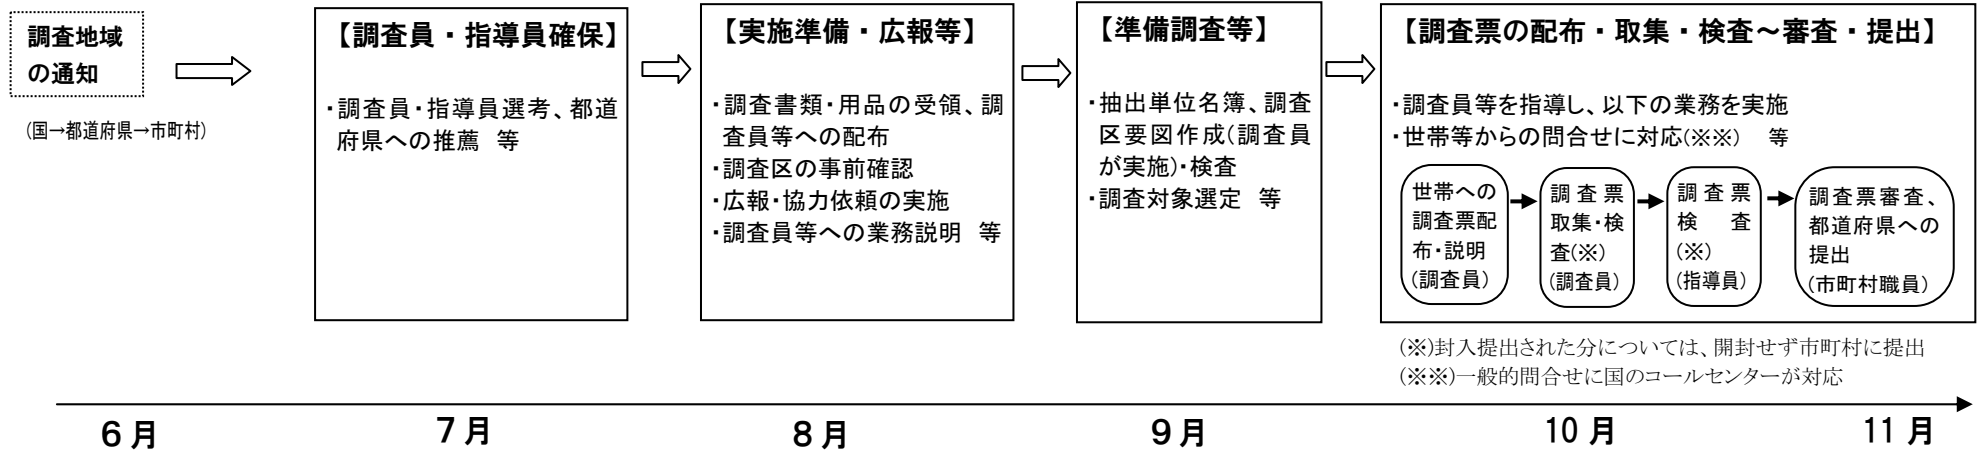 調査地域
の通知
(国→都道府県→市町村)
【調査員・指導員確保】
・調査員・指導員選考、都道
府県への推薦　等
【実施準備・広報等】
・調査書類・用品の受領、調
査員等への配布
・調査区の事前確認
・広報・協力依頼の実施
・調査員等への業務説明　等
【準備調査等】
・抽出単位名簿、調査
区要図作成(調査員
が実施)・検査
・調査対象選定　等
【調査票の配布・取集・検査～審査・提出】
・調査員等を指導し、以下の業務を実施
・世帯等からの問合せに対応(※※)　等
世帯への
調査票配
布・説明
(調査員)
調査票
取集・検
査(※)
(調査員)
調査票
検査
(※)
(指導員)
調査票審査、
都道府県への
提出
(市町村職員)
(※)封入提出された分については、開封せず市町村に提出
(※※)一般的問合せに国のコールセンターが対応
６月
７月
８月
９月
10 月
11 月